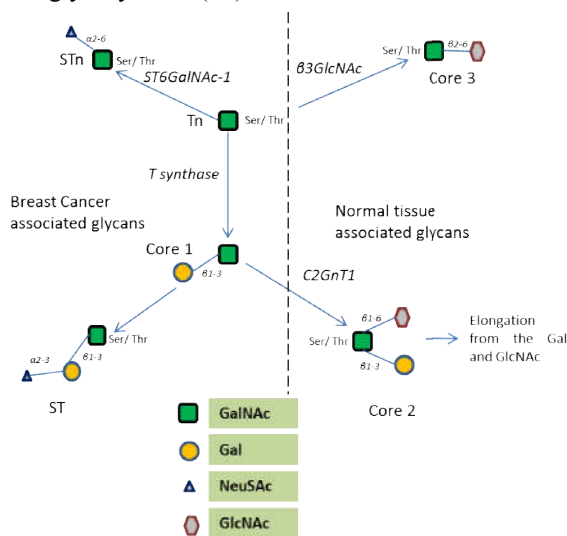 α2-6
STn
Ser/ Thr
ST6GalNAc-1
β3GlcNAc
Ser/ Thr
β2-6
Core 3
Tn
Ser/ Thr
T synthase
Breast Cancer
associated glycans
Normal tissue
associated glycans
Core 1
β1-3
C2GnT1
Ser/ Thr
β1-3
α2-3
ST
β1-6
Ser/ Thr
β1-3
Core 2
Elongation
from the Gal
and GlcNAc
GalNAc
Gal
NeuSAc
GlcNAc